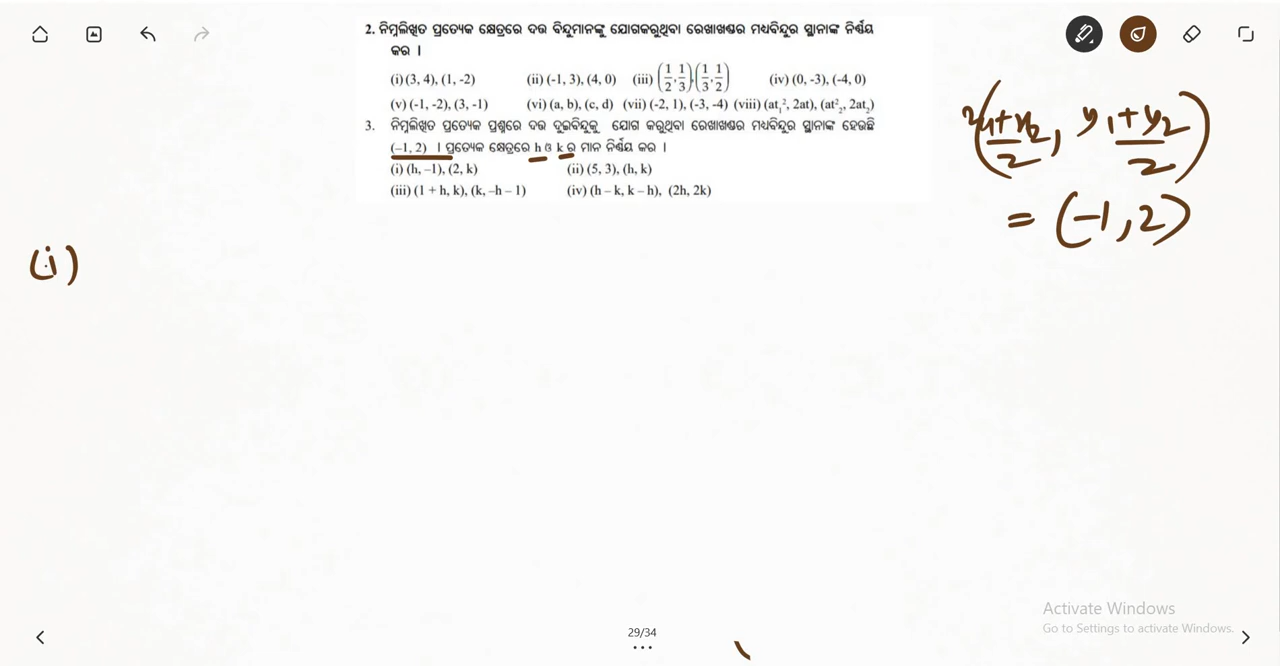 2. ନିମ୍ନଲିଖିତ ପ୍ରତ୍ୟେକ କ୍ଷେତ୍ରରେ ଦତ୍ତ ବିନ୍ଦୁମାନଙ୍କୁ ଯୋଗକରୁଥିବା ରେଖାଖଣ୍ଡର ମଧ୍ୟବିନ୍ଦୁର ସ୍ଥାନାଙ୍କ ନିର୍ଣ୍ଣୟ
କର ।
(i) (3, 4), (1, -2) (ii) (-1, 3), (4, 0) (iii) (1/2, 1/3), (1/3, 1/2) (iv) (0, -3), (-4, 0)
(v) (-1, -2), (3, -1) (vi) (a, b), (c, d) (vii) (-2, 1), (-3, -4) (viii) (at₁², 2at), (at²₂, 2at₂)
3. ନିମ୍ନଲିଖିତ ପ୍ରତ୍ୟେକ ପ୍ରଶ୍ନରେ ଦତ୍ତ ଦୁଇବିନ୍ଦୁକୁ ଯୋଗ କରୁଥିବା ରେଖାଖଣ୍ଡର ମଧ୍ୟବିନ୍ଦୁର ସ୍ଥାନାଙ୍କ ହେଉଛି
(–1, 2) । ପ୍ରତ୍ୟେକ କ୍ଷେତ୍ରରେ h ଓ k ର ମାନ ନିର୍ଣ୍ଣୟ କର ।
(i) (h, –1), (2, k) (ii) (5, 3), (h, k)
(iii) (1 + h, k), (k, –h – 1) (iv) (h – k, k – h), (2h, 2k)
((x₁+x₂)/2, (y₁+y₂)/2)
= (-1, 2)
(i)
Activate Windows
Go to Settings to activate Windows.
29/34